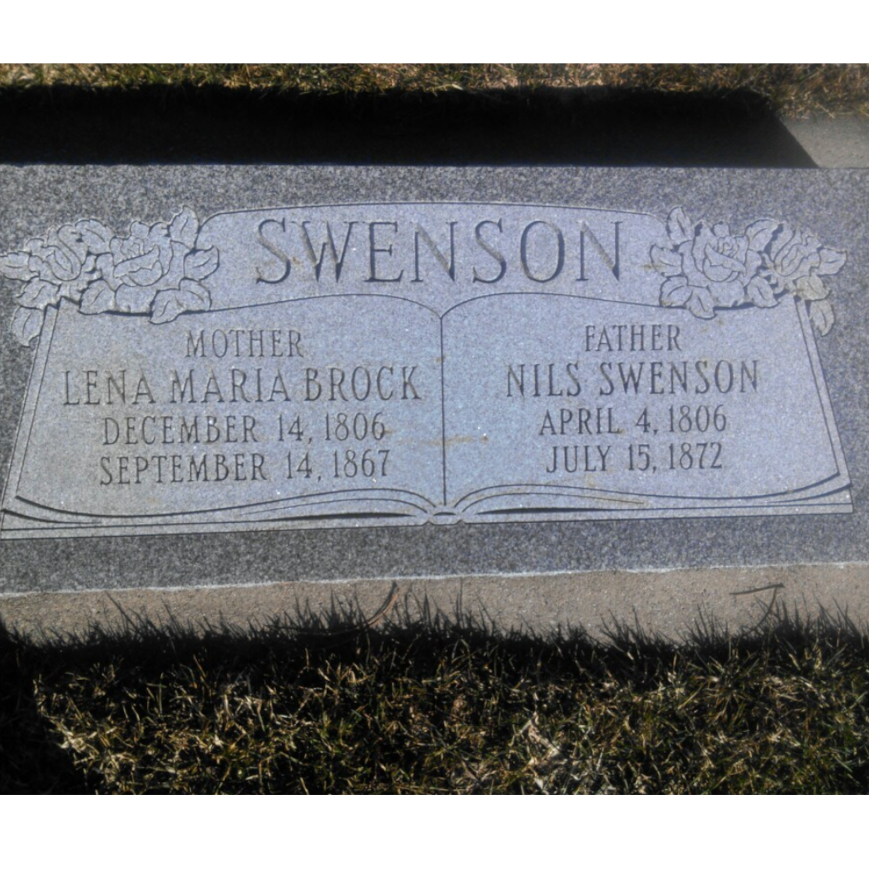 SWENSON
MOTHER
LENA MARIA BROCK
DECEMBER 14, 1806
SEPTEMBER 14, 1867
FATHER
NILS SWENSON
APRIL 4, 1806
JULY 15, 1872